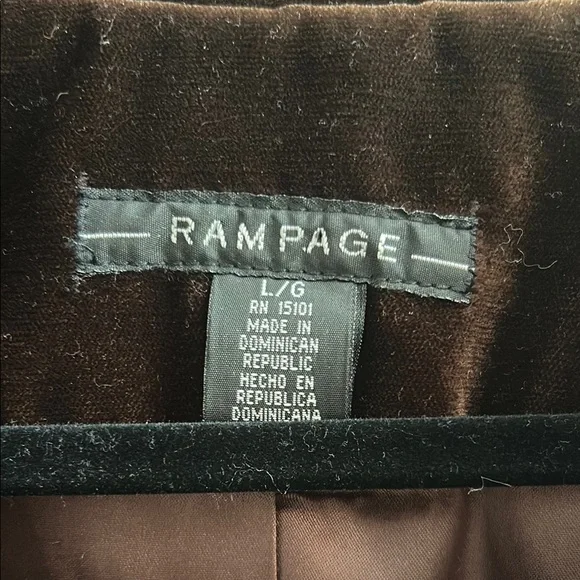 RAMPAGE
L/G
RN 15101
MADE IN
DOMINICAN
REPUBLIC
HECHO EN
REPUBLICA
DOMINICANA